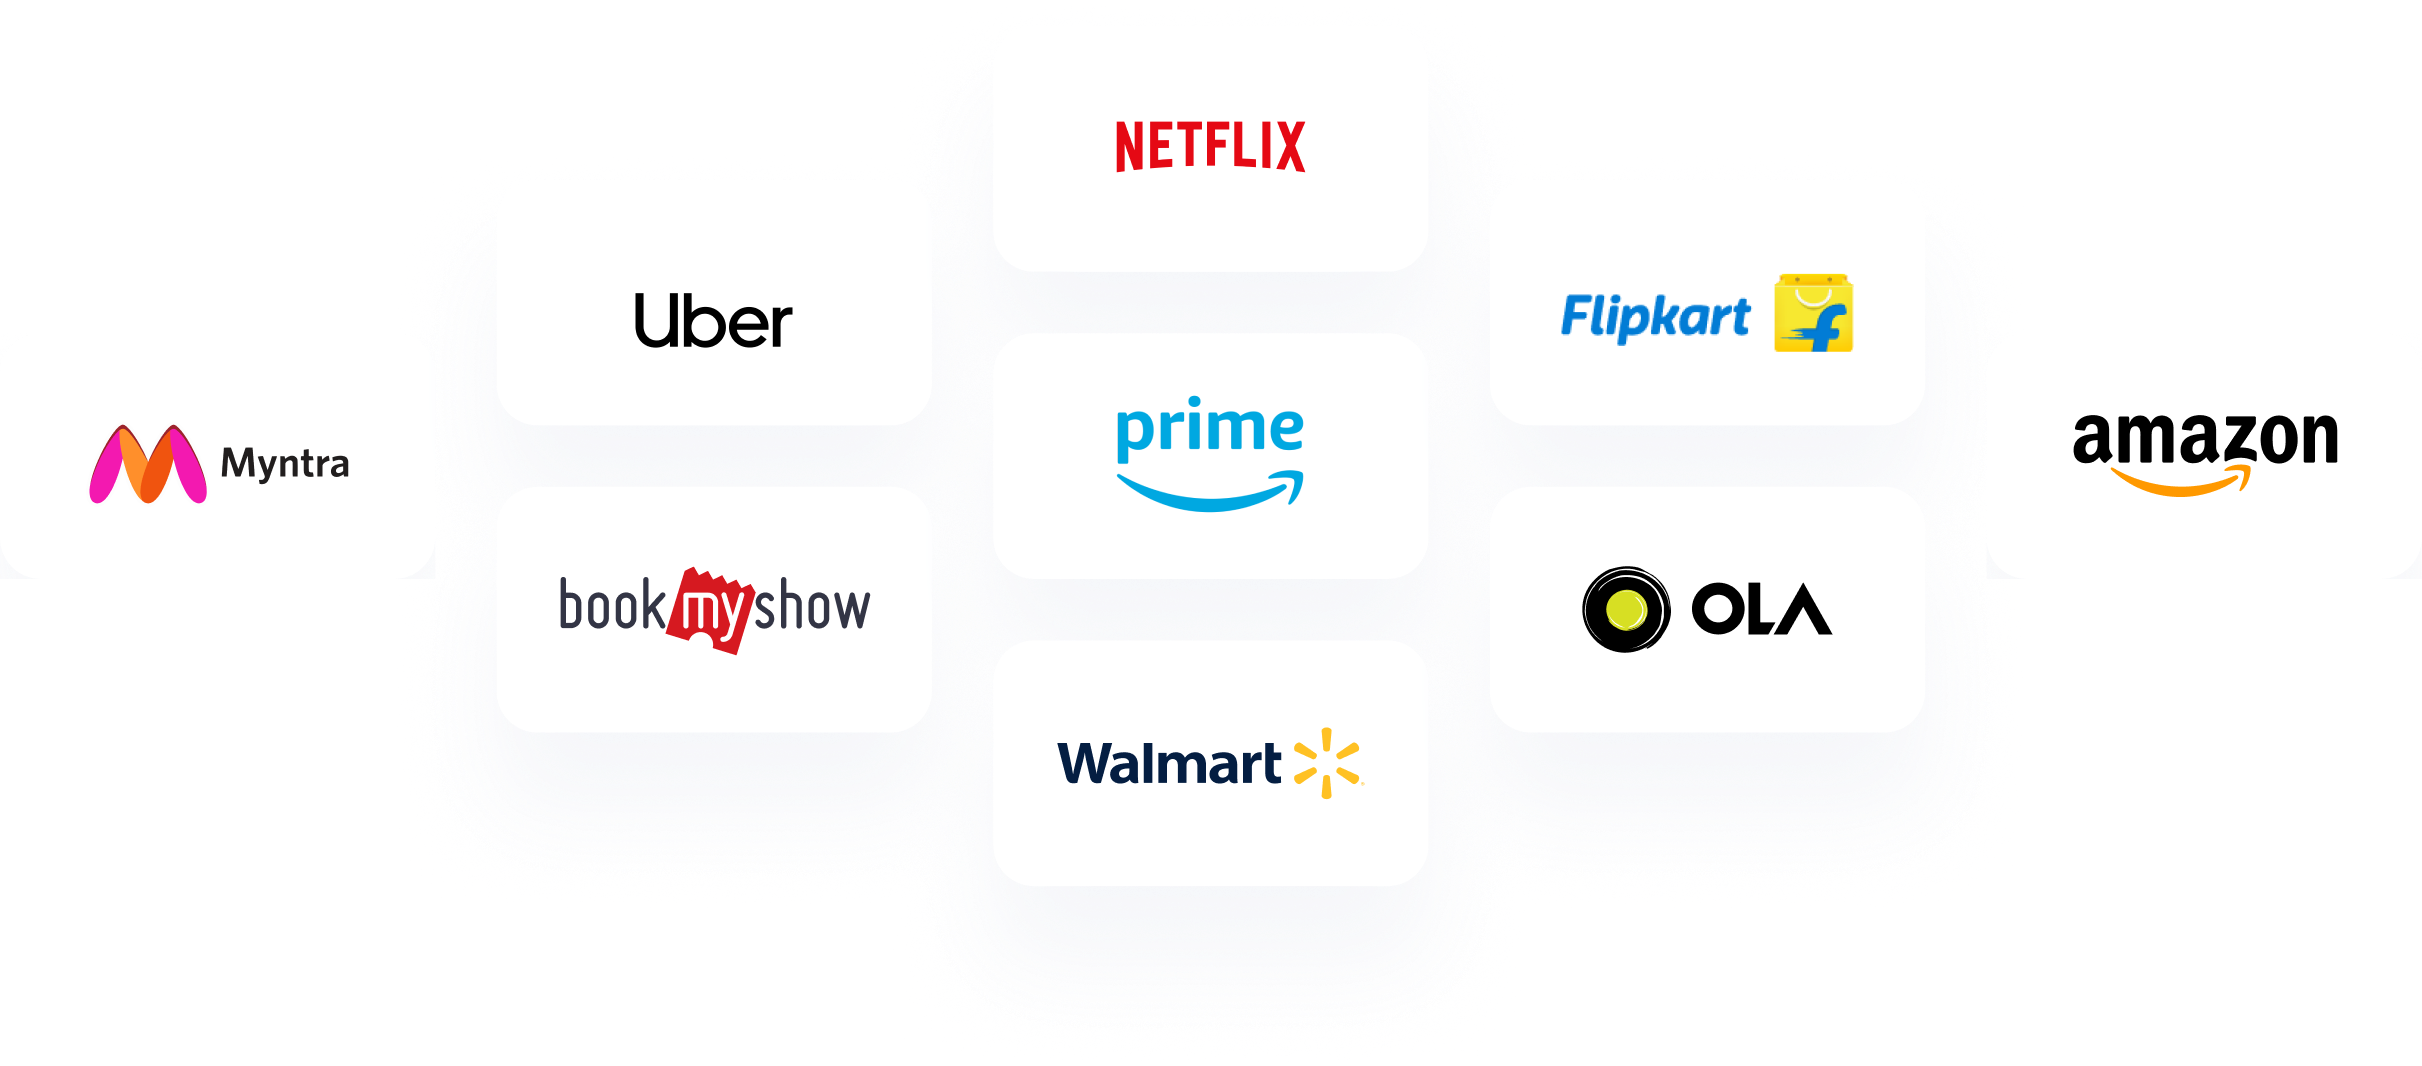 NETFLIX
Uber
Flipkart
f
prime
amazon
Myntra
bookmyshow
OLA
Walmart